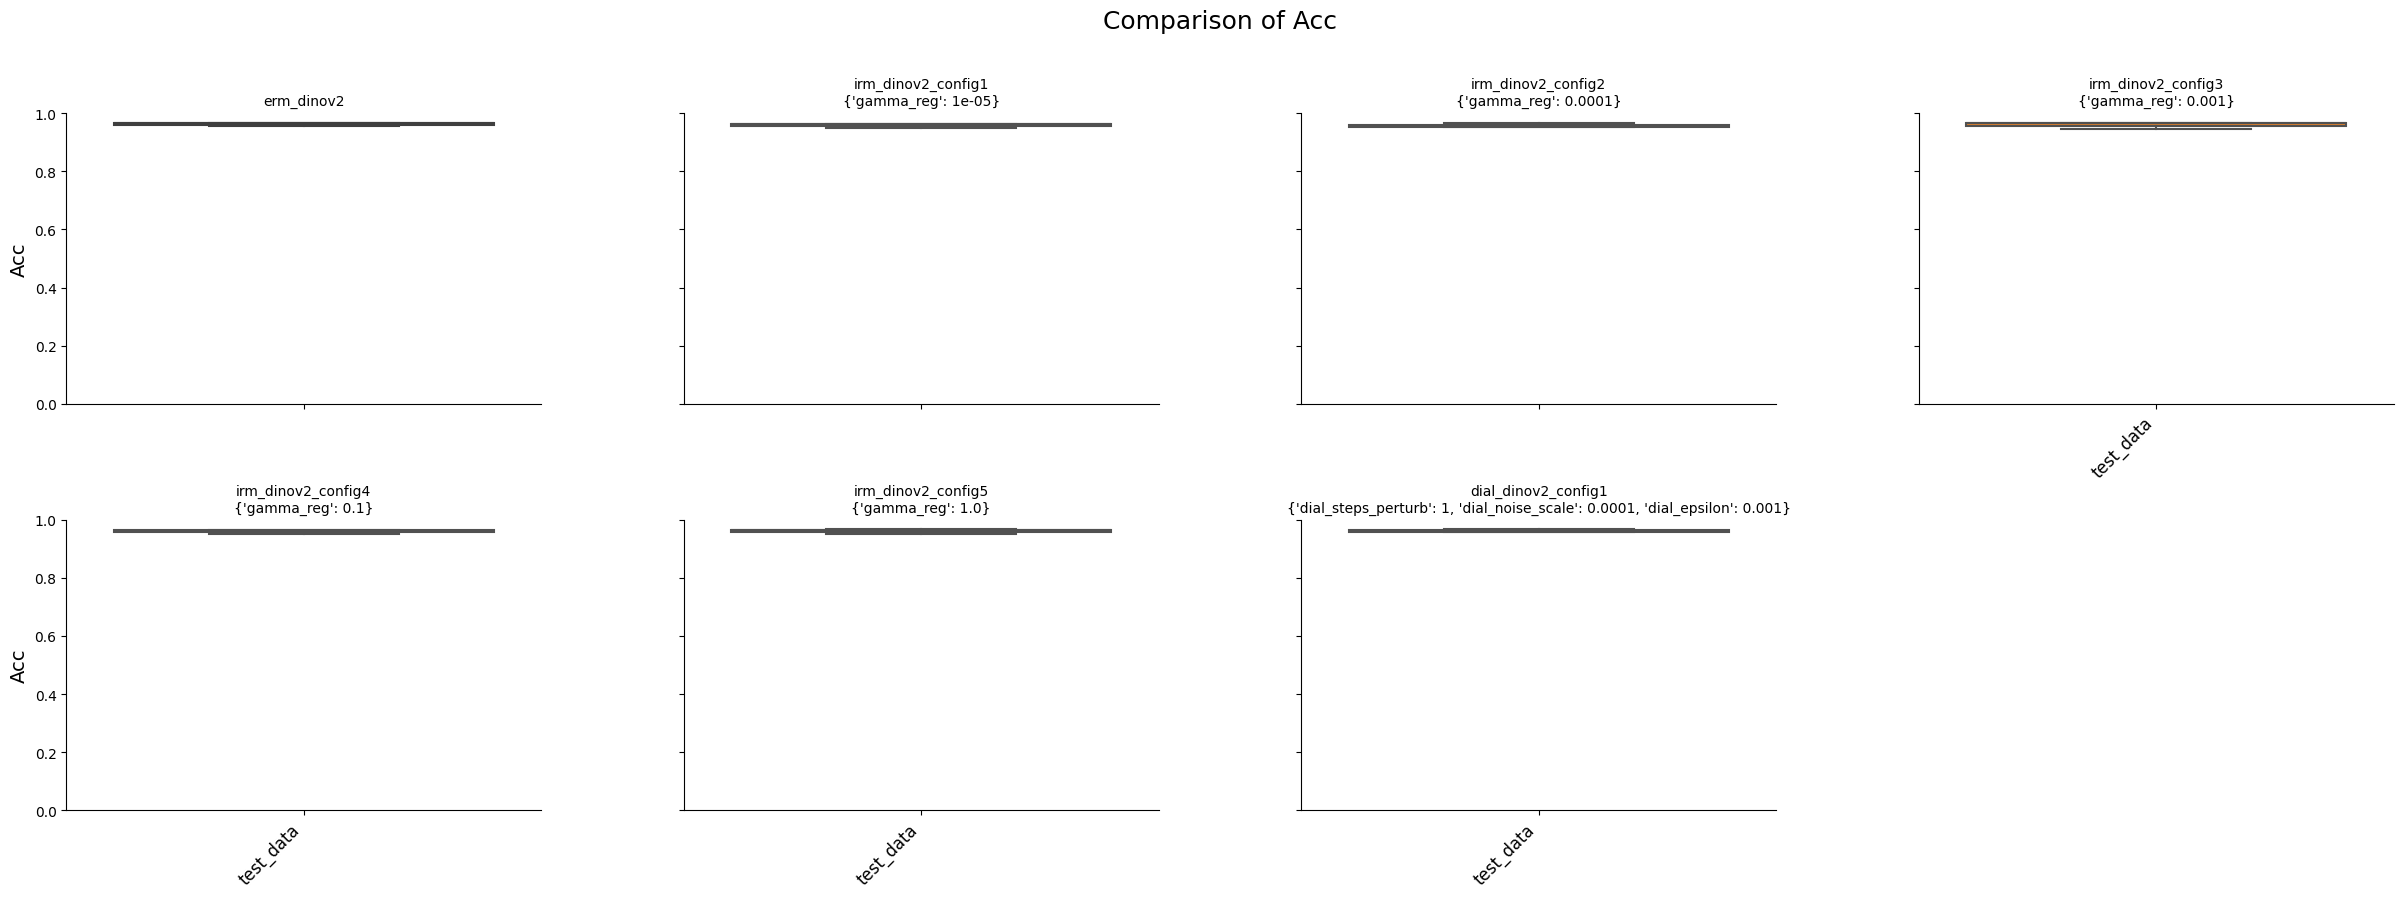 Comparison of Acc
erm_dinov2
irm_dinov2_config1
{'gamma_reg': 1e-05}
irm_dinov2_config2
{'gamma_reg': 0.0001}
irm_dinov2_config3
{'gamma_reg': 0.001}
Acc
1.0
0.8
0.6
0.4
0.2
0.0
test_data
irm_dinov2_config4
{'gamma_reg': 0.1}
irm_dinov2_config5
{'gamma_reg': 1.0}
dial_dinov2_config1
{'dial_steps_perturb': 1, 'dial_noise_scale': 0.0001, 'dial_epsilon': 0.001}
Acc
1.0
0.8
0.6
0.4
0.2
0.0
test_data
test_data
test_data